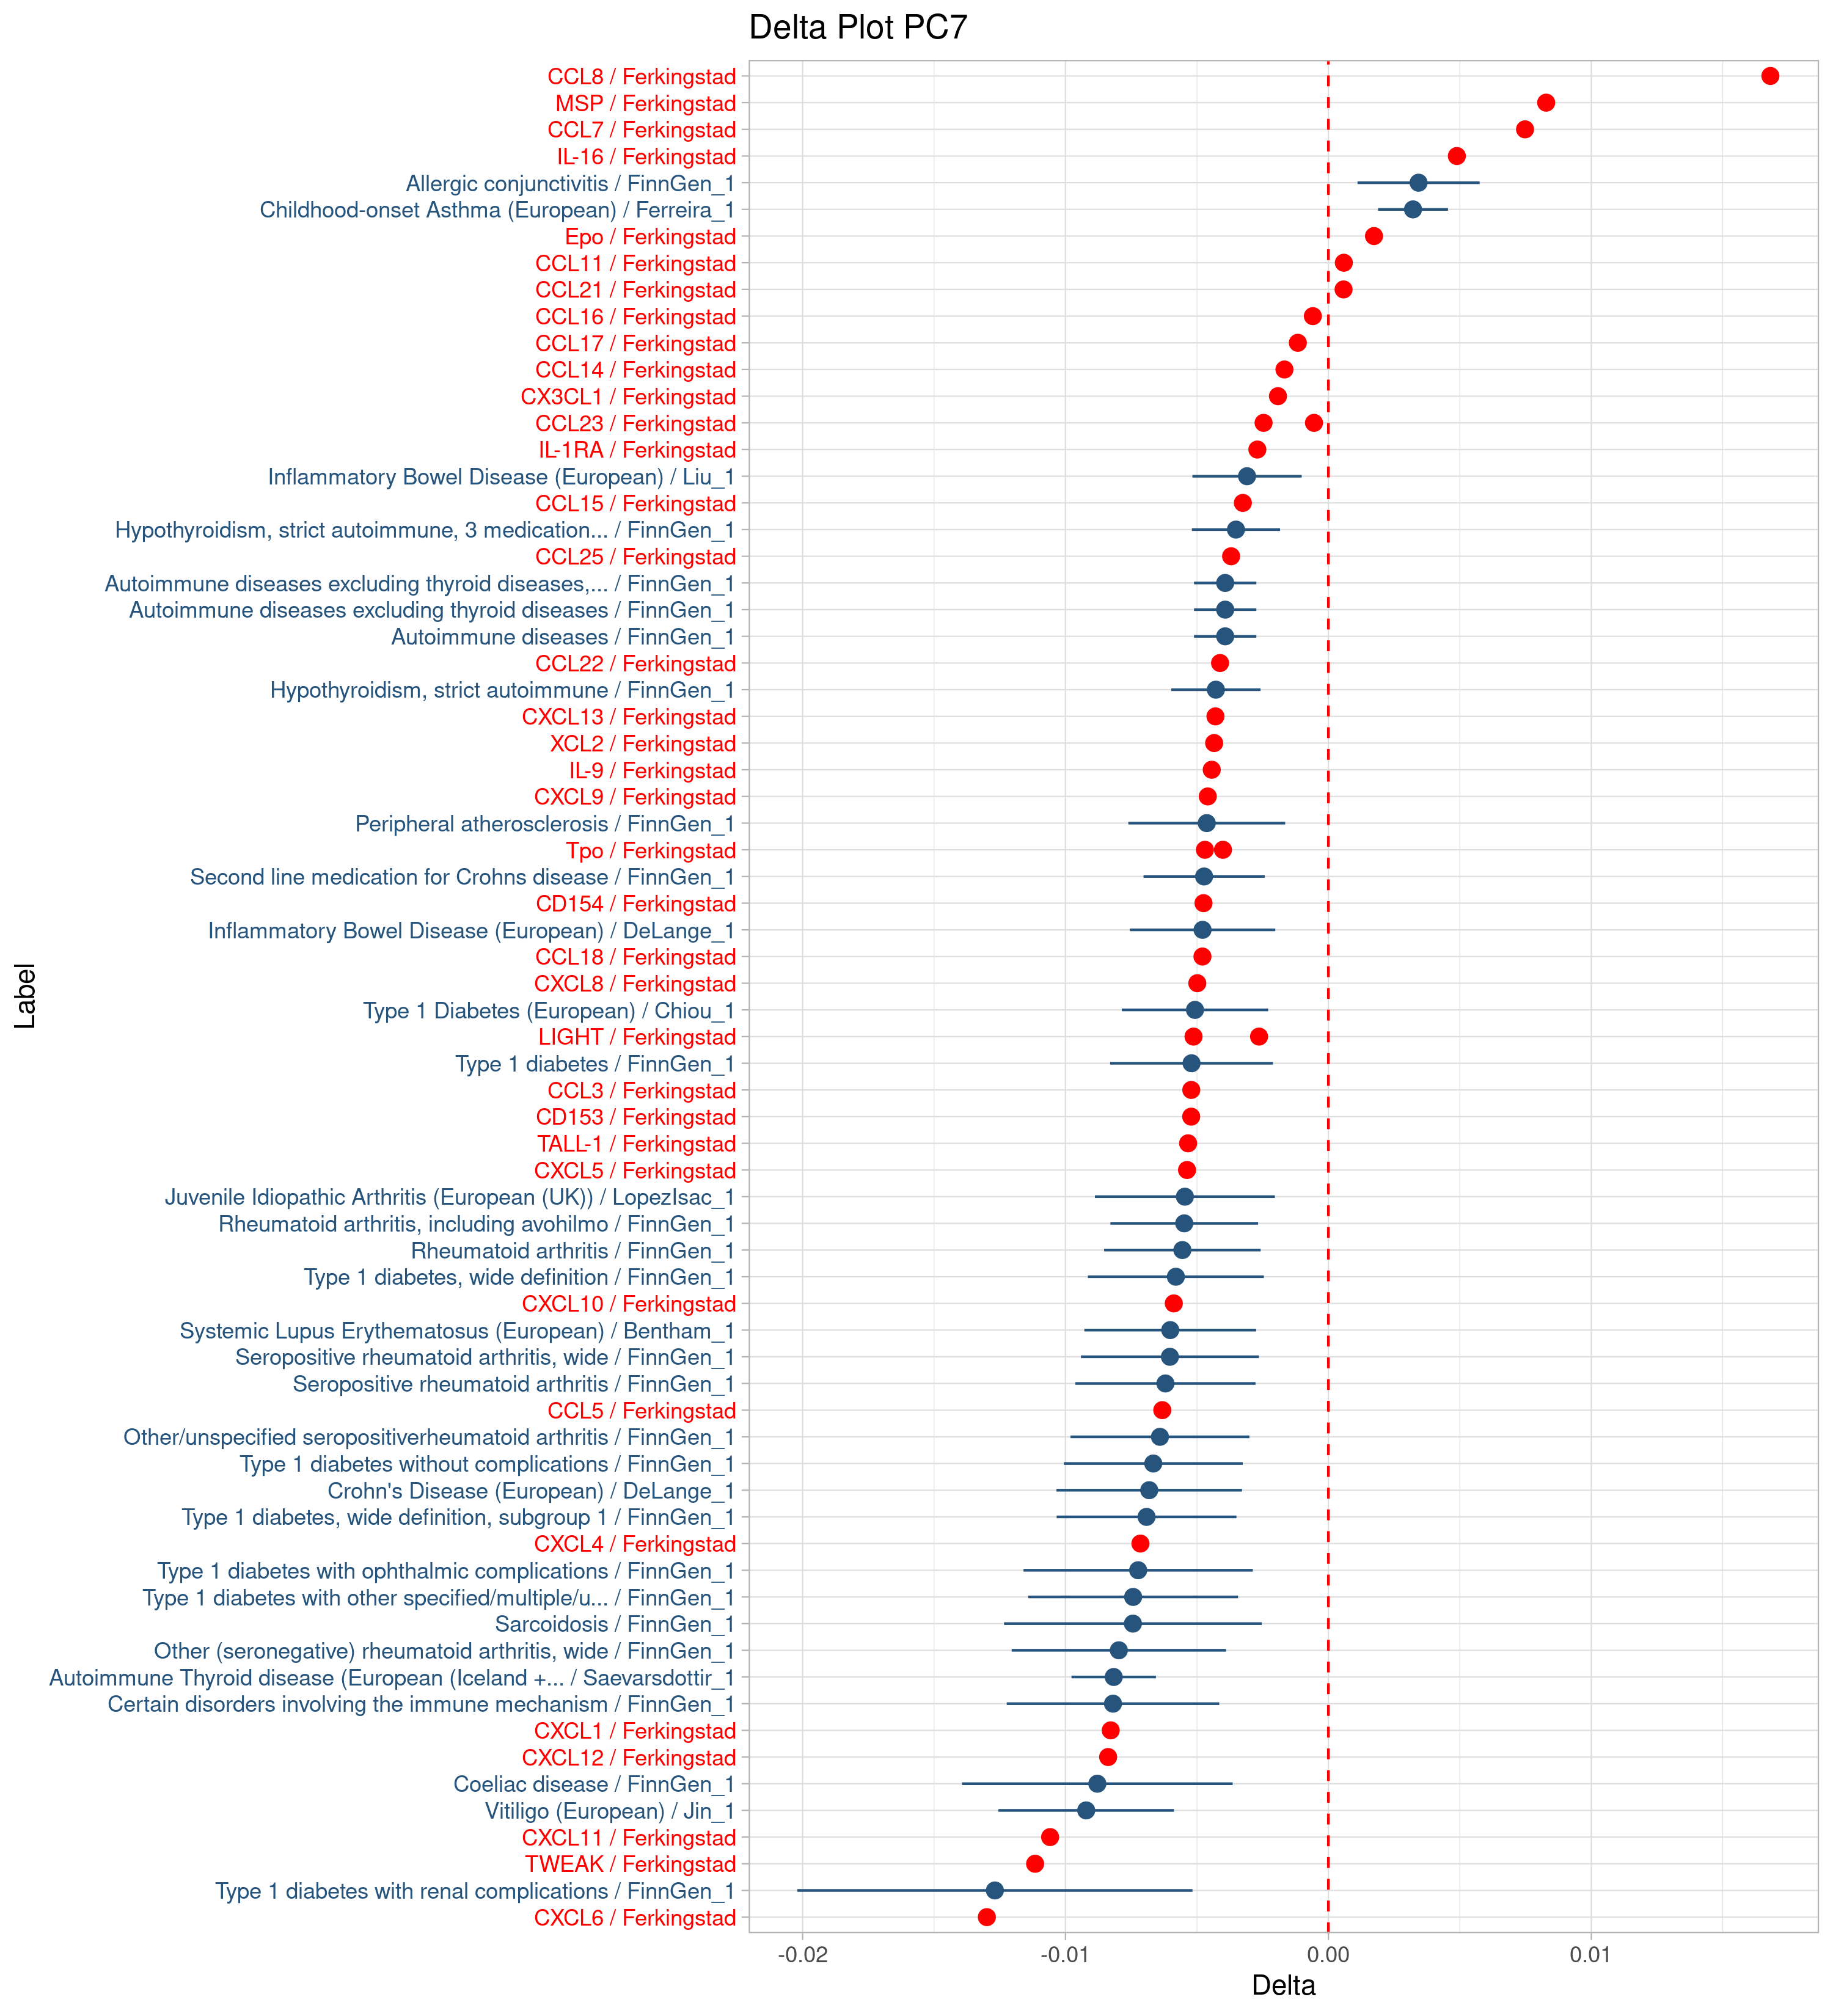 Delta Plot PC7
CCL8 / Ferkingstad
MSP / Ferkingstad
CCL7 / Ferkingstad
IL-16 / Ferkingstad
Allergic conjunctivitis / FinnGen_1
Childhood-onset Asthma (European) / Ferreira_1
Epo / Ferkingstad
CCL11 / Ferkingstad
CCL21 / Ferkingstad
CCL16 / Ferkingstad
CCL17 / Ferkingstad
CCL14 / Ferkingstad
CX3CL1 / Ferkingstad
CCL23 / Ferkingstad
IL-1RA / Ferkingstad
Inflammatory Bowel Disease (European) / Liu_1
CCL15 / Ferkingstad
Hypothyroidism, strict autoimmune, 3 medication... / FinnGen_1
CCL25 / Ferkingstad
Autoimmune diseases excluding thyroid diseases,... / FinnGen_1
Autoimmune diseases excluding thyroid diseases / FinnGen_1
Autoimmune diseases / FinnGen_1
CCL22 / Ferkingstad
Hypothyroidism, strict autoimmune / FinnGen_1
CXCL13 / Ferkingstad
XCL2 / Ferkingstad
IL-9 / Ferkingstad
CXCL9 / Ferkingstad
Peripheral atherosclerosis / FinnGen_1
Tpo / Ferkingstad
Second line medication for Crohns disease / FinnGen_1
CD154 / Ferkingstad
Inflammatory Bowel Disease (European) / DeLange_1
CCL18 / Ferkingstad
CXCL8 / Ferkingstad
Type 1 Diabetes (European) / Chiou_1
LIGHT / Ferkingstad
Type 1 diabetes / FinnGen_1
CCL3 / Ferkingstad
CD153 / Ferkingstad
TALL-1 / Ferkingstad
CXCL5 / Ferkingstad
Juvenile Idiopathic Arthritis (European (UK)) / LopezIsac_1
Rheumatoid arthritis, including avohilmo / FinnGen_1
Rheumatoid arthritis / FinnGen_1
Type 1 diabetes, wide definition / FinnGen_1
CXCL10 / Ferkingstad
Systemic Lupus Erythematosus (European) / Bentham_1
Seropositive rheumatoid arthritis, wide / FinnGen_1
Seropositive rheumatoid arthritis / FinnGen_1
CCL5 / Ferkingstad
Other/unspecified seropositiverheumatoid arthritis / FinnGen_1
Type 1 diabetes without complications / FinnGen_1
Crohn's Disease (European) / DeLange_1
Type 1 diabetes, wide definition, subgroup 1 / FinnGen_1
CXCL4 / Ferkingstad
Type 1 diabetes with ophthalmic complications / FinnGen_1
Type 1 diabetes with other specified/multiple/u... / FinnGen_1
Sarcoidosis / FinnGen_1
Other (seronegative) rheumatoid arthritis, wide / FinnGen_1
Autoimmune Thyroid disease (European (Iceland +... / Saevarsdottir_1
Certain disorders involving the immune mechanism / FinnGen_1
CXCL1 / Ferkingstad
CXCL12 / Ferkingstad
Coeliac disease / FinnGen_1
Vitiligo (European) / Jin_1
CXCL11 / Ferkingstad
TWEAK / Ferkingstad
Type 1 diabetes with renal complications / FinnGen_1
CXCL6 / Ferkingstad
Label
-0.02 -0.01 0.00 0.01
Delta